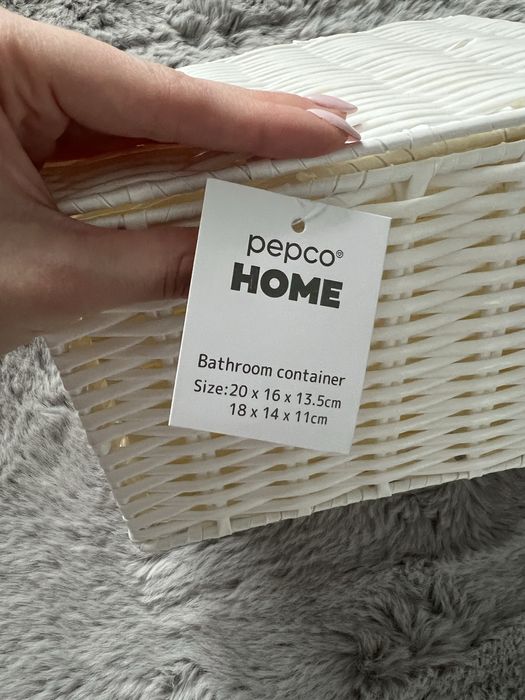 pepco®
HOME
Bathroom container
Size:20 x 16 x 13.5cm
18 x 14 x 11cm